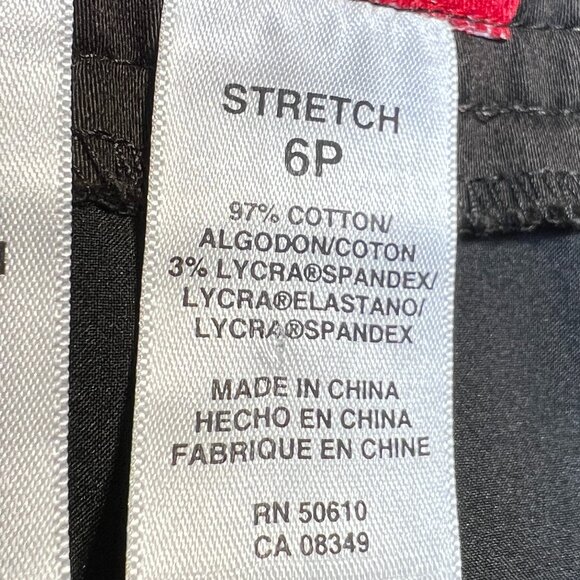 STRETCH
6P
97% COTTON/
ALGODON/COTON
3% LYCRA®SPANDEX/
LYCRA®ELASTANO/
LYCRA®SPANDEX
MADE IN CHINA
HECHO EN CHINA
FABRIQUE EN CHINE
RN 50610
CA 08349